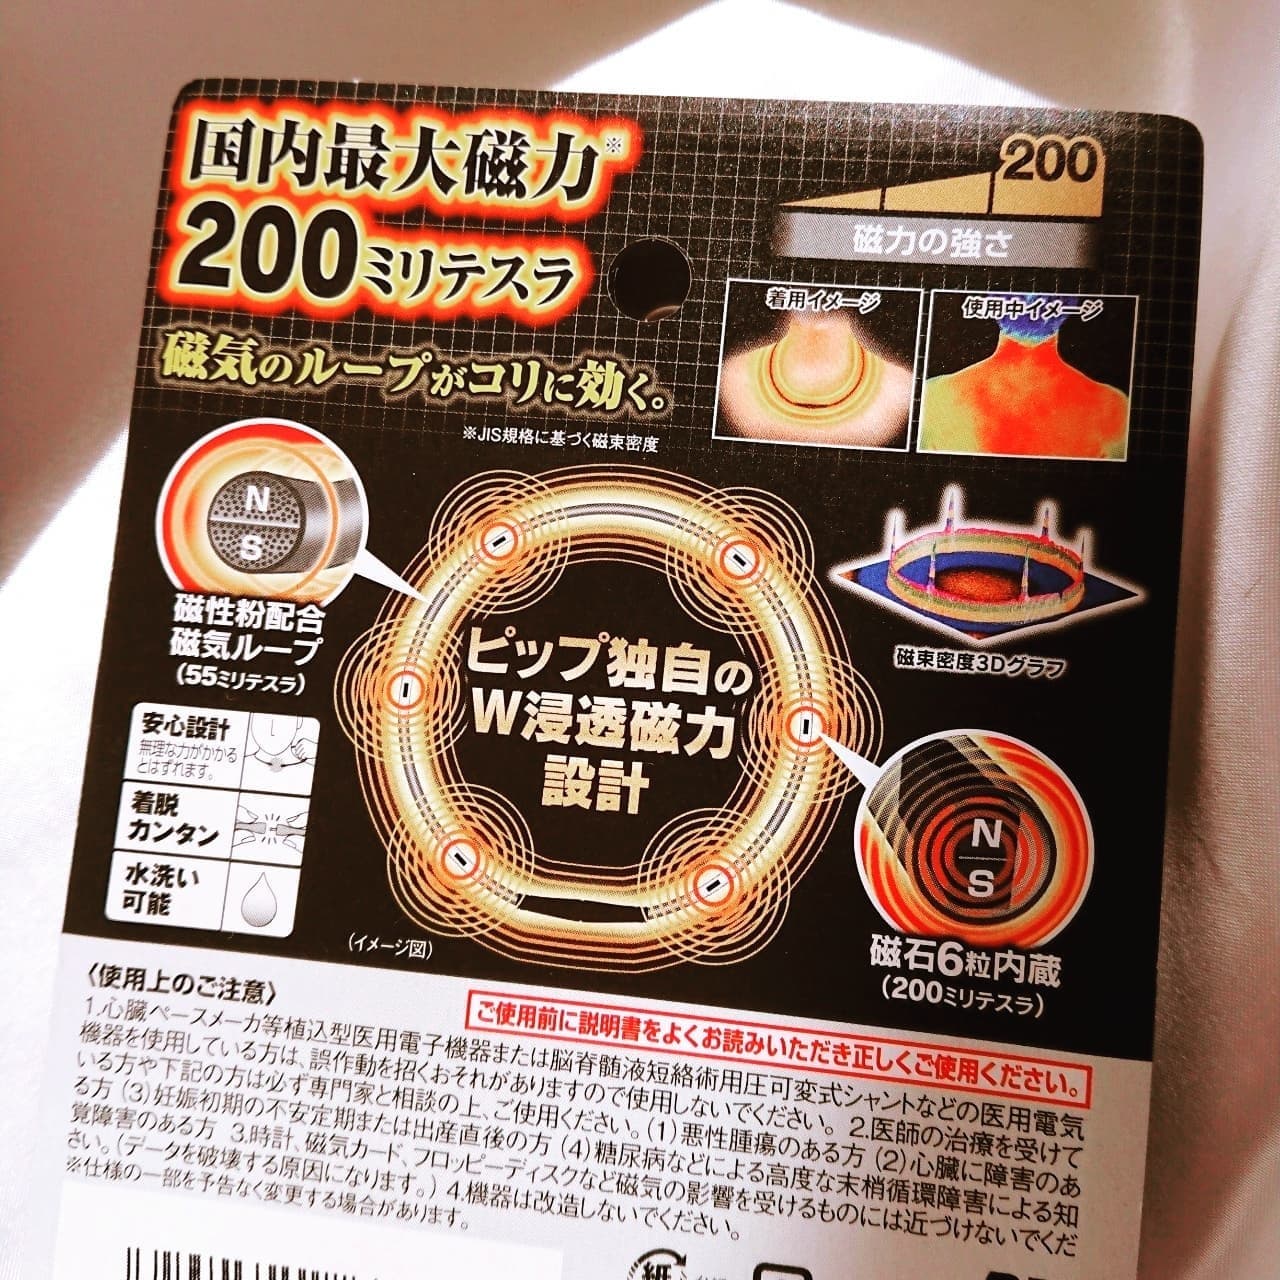 国内最大磁力※
200ミリテスラ
磁気のループがコリに効く。
※JIS規格に基づく磁束密度
200
磁力の強さ
着用イメージ
使用中イメージ
磁束密度3Dグラフ
N
S
磁性粉配合
磁気ループ
(55ミリテスラ)
ピップ独自の
W浸透磁力
設計
安心設計
無理な力がかかる
とはずれます。
着脱
カンタン
水洗い
可能
(イメージ図)
N
S
磁石6粒内蔵
(200ミリテスラ)
〈使用上のご注意〉
ご使用前に説明書をよくお読みいただき正しくご使用ください。
1.心臓ペースメーカ等植込型医用電子機器または脳脊髄液短絡術用圧可変式シャントなどの医用電気
機器を使用している方は、誤作動を招くおそれがありますので使用しないでください。 2.医師の治療を受けて
いる方や下記の方は必ず専門家と相談の上、ご使用ください。(1)悪性腫瘍のある方 (2)心臓に障害のあ
る方 (3)妊娠初期の不安定期または出産直後の方 (4)糖尿病などによる高度な末梢循環障害による知
覚障害のある方 3.時計、磁気カード、フロッピーディスクなど磁気の影響を受けるものには近づけないでくだ
さい。(データを破壊する原因になります。) 4.機器は改造しないでください。
※仕様の一部を予告なく変更する場合があります。
紙